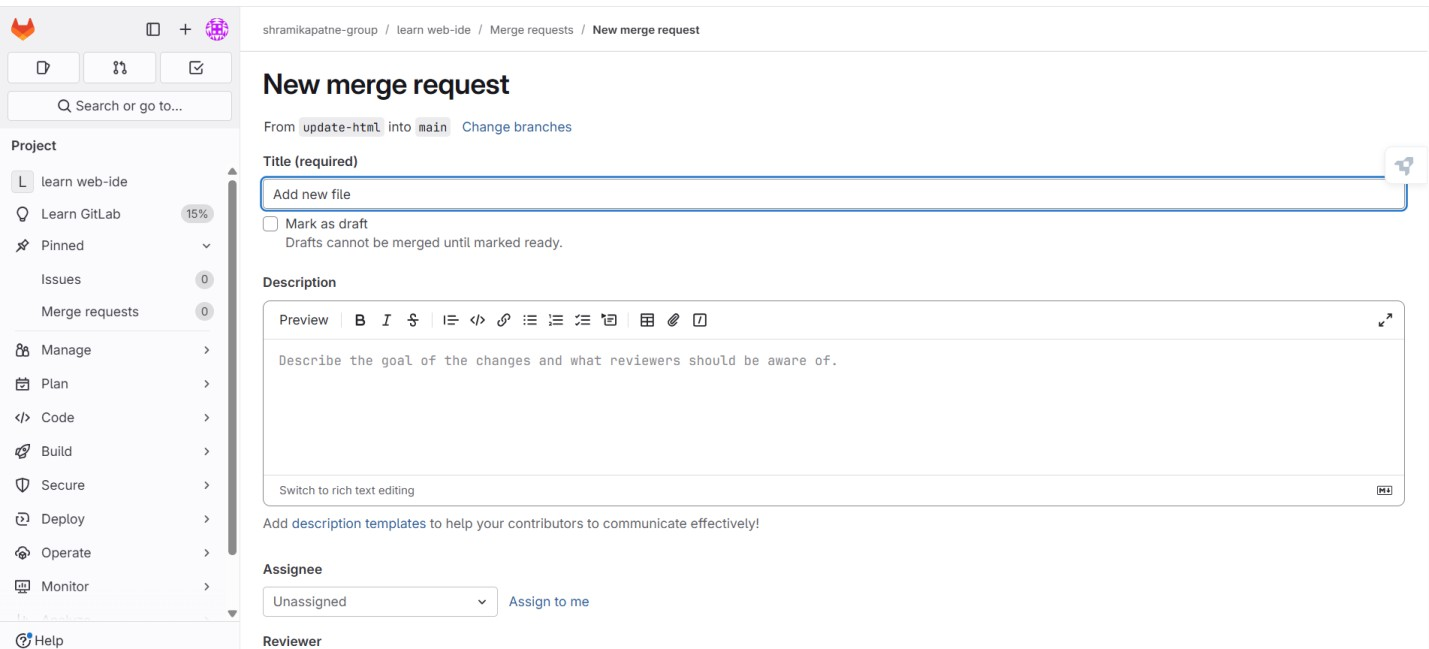 shramikapatne-group / learn web-ide / Merge requests / New merge request
Search or go to...
Project
L learn web-ide
Learn GitLab 15%
Pinned
Issues 0
Merge requests 0
Manage
Plan
Code
Build
Secure
Deploy
Operate
Monitor
Help
New merge request
From update-html into main Change branches
Title (required)
Add new file
Mark as draft
Drafts cannot be merged until marked ready.
Description
Preview B I S
Describe the goal of the changes and what reviewers should be aware of.
Switch to rich text editing
Add description templates to help your contributors to communicate effectively!
Assignee
Unassigned Assign to me
Reviewer